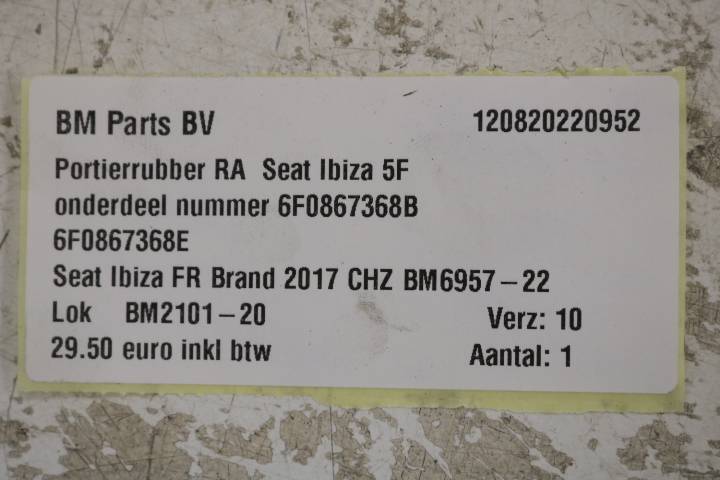 BM Parts BV 120820220952
Portierrubber RA Seat Ibiza 5F
onderdeel nummer 6F0867368B
6F0867368E
Seat Ibiza FR Brand 2017 CHZ BM6957-22
Lok BM2101-20 Verz: 10
29.50 euro inkl btw Aantal: 1